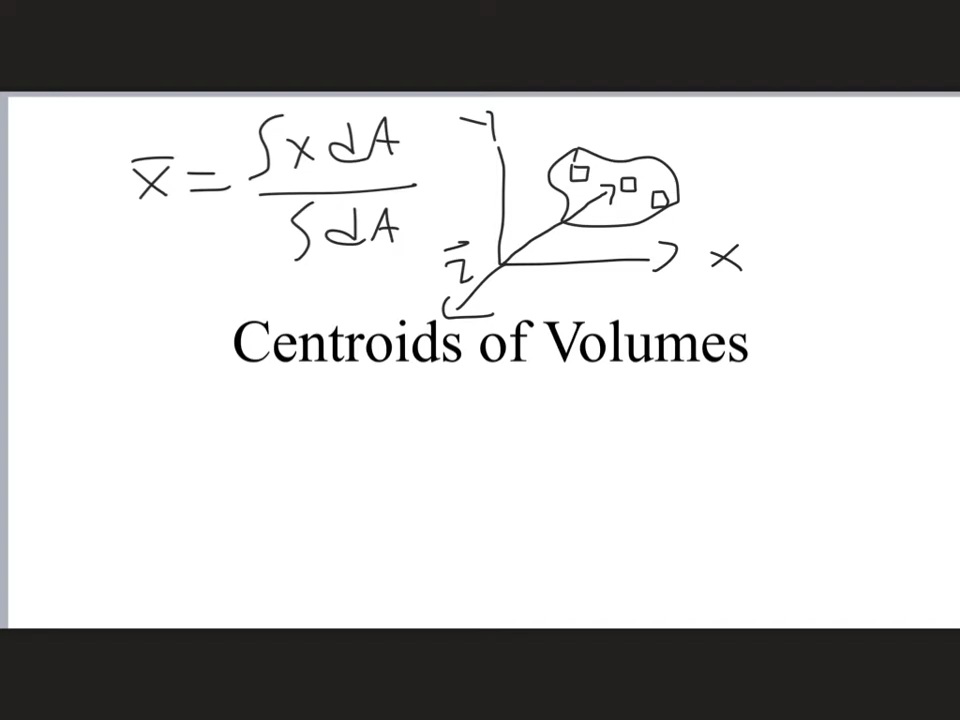 x̄ = ∫x dA / ∫dA
x
Centroids of Volumes